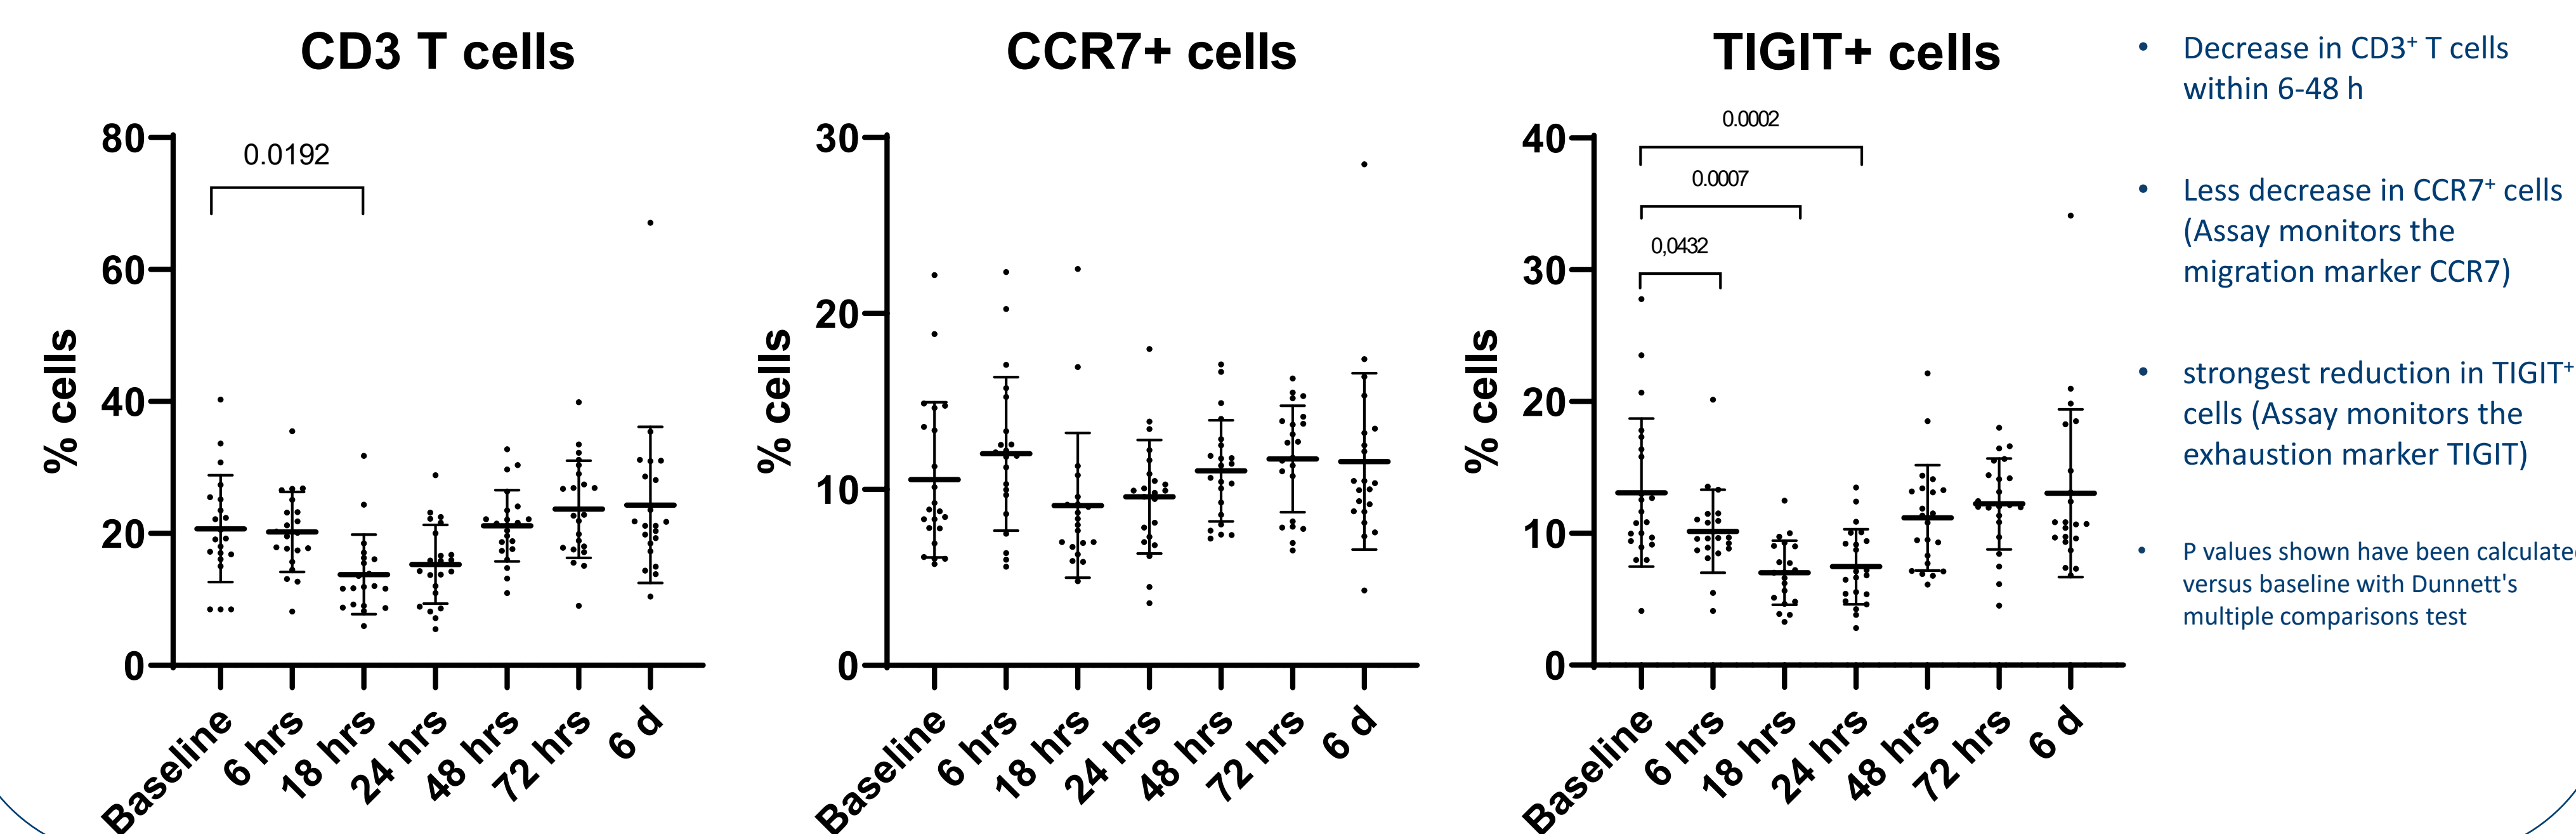 CD3 T cells
80
60
40
20
0
% cells
0.0192
Baseline
6 hrs
18 hrs
24 hrs
48 hrs
72 hrs
6 d
CCR7+ cells
30
20
10
0
% cells
Baseline
6 hrs
18 hrs
24 hrs
48 hrs
72 hrs
6 d
TIGIT+ cells
40
30
20
10
0
% cells
0.0002
0.0007
0,0432
Baseline
6 hrs
18 hrs
24 hrs
48 hrs
72 hrs
6 d
• Decrease in CD3⁺ T cells
within 6-48 h
• Less decrease in CCR7⁺ cells
(Assay monitors the
migration marker CCR7)
• strongest reduction in TIGIT⁺
cells (Assay monitors the
exhaustion marker TIGIT)
• P values shown have been calculate
versus baseline with Dunnett's
multiple comparisons test